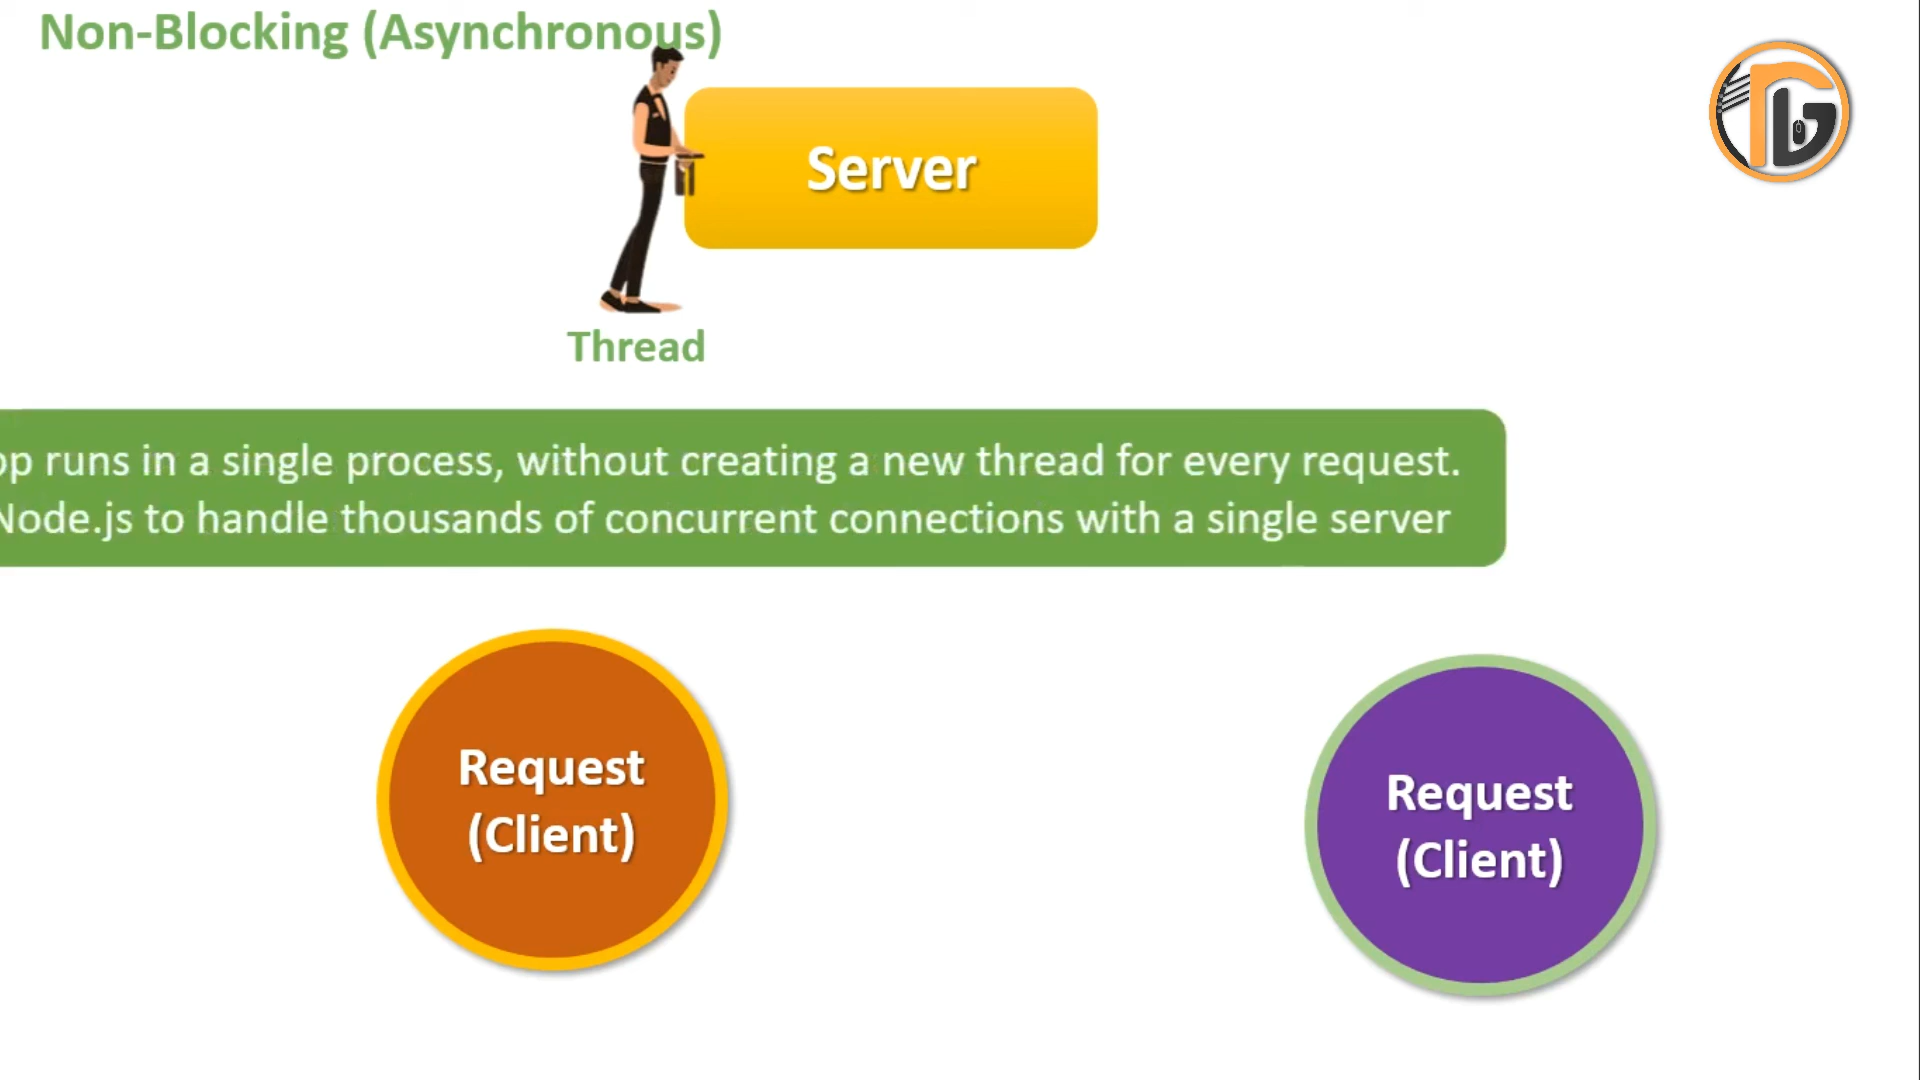 Non-Blocking (Asynchronous)
Server
Thread
runs in a single process, without creating a new thread for every request.
Node.js to handle thousands of concurrent connections with a single server
Request
(Client)
Request
(Client)